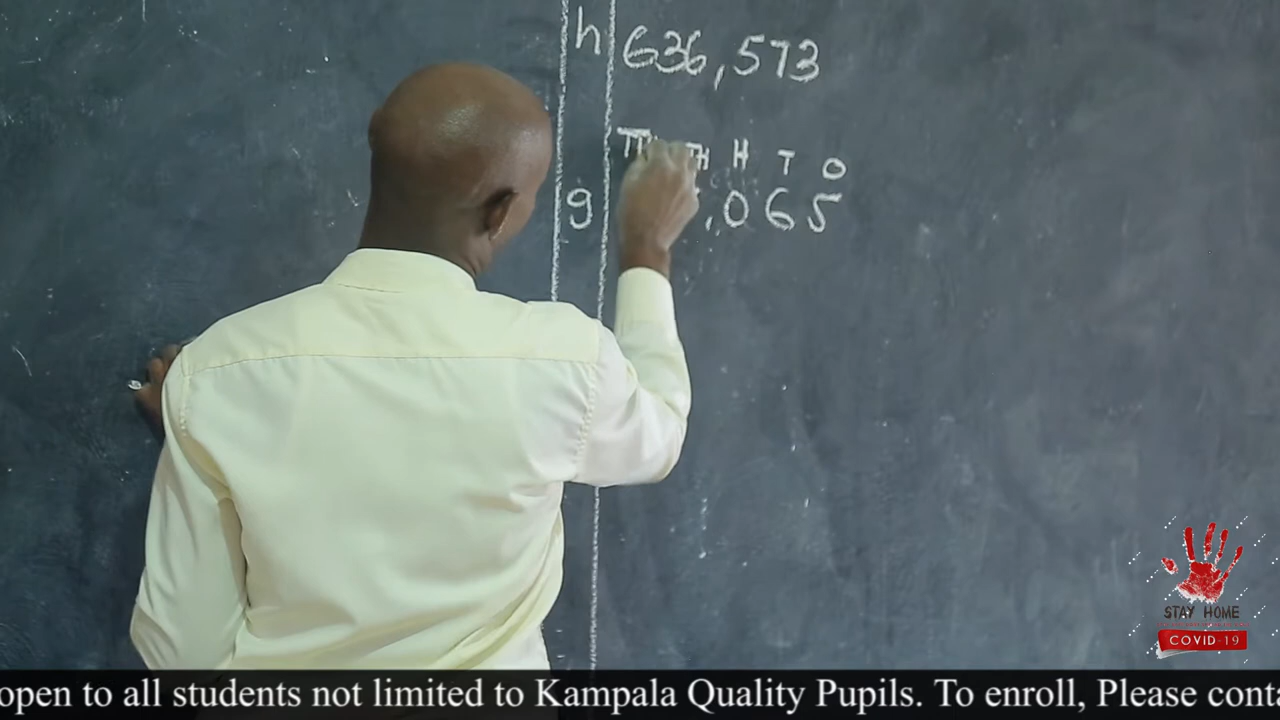 h 636,573
TH H T O
g ,065
STAY HOME
COVID-19
open to all students not limited to Kampala Quality Pupils. To enroll, Please conta